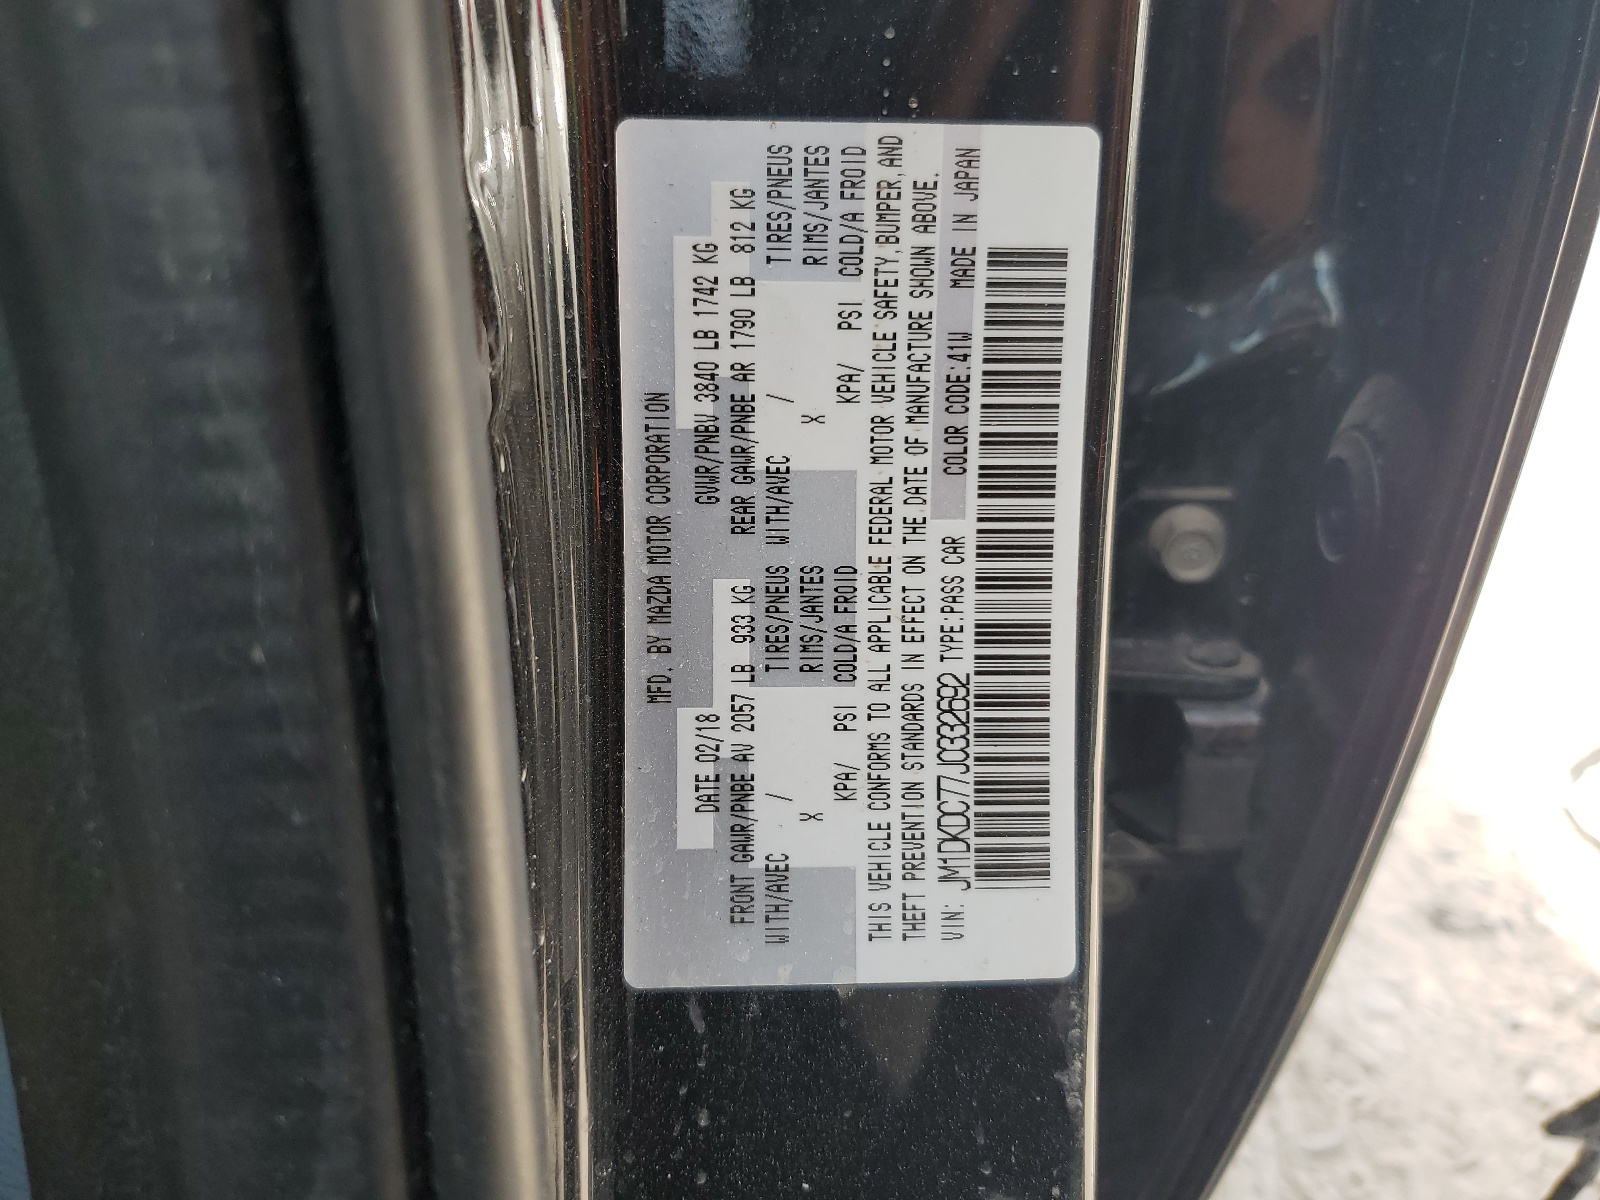 MFD. BY MAZDA MOTOR CORPORATION
DATE 02/18 GVWR/PNBV 3840 LB 1742 KG
FRONT GAWR/PNBE AV 2057 LB 933 KG REAR GAWR/PNBE AR 1790 LB 812 KG
WITH/AVEC / TIRES/PNEUS WITH/AVEC / TIRES/PNEUS
X RIMS/JANTES X RIMS/JANTES
KPA/ PSI COLD/A FROID KPA/ PSI COLD/A FROID
THIS VEHICLE CONFORMS TO ALL APPLICABLE FEDERAL MOTOR VEHICLE SAFETY,BUMPER,AND
THEFT PREVENTION STANDARDS IN EFFECT ON THE DATE OF MANUFACTURE SHOWN ABOVE.
VIN: JM1DKDC77J0332692 TYPE:PASS CAR COLOR CODE:41W MADE IN JAPAN